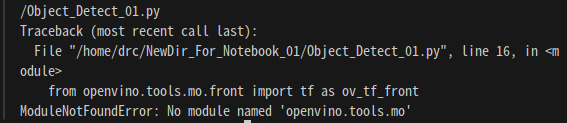 /Object_Detect_01.py
Traceback (most recent call last):
  File "/home/drc/NewDir_For_Notebook_01/Object_Detect_01.py", line 16, in <m
odule>
    from openvino.tools.mo.front import tf as ov_tf_front
ModuleNotFoundError: No module named 'openvino.tools.mo'